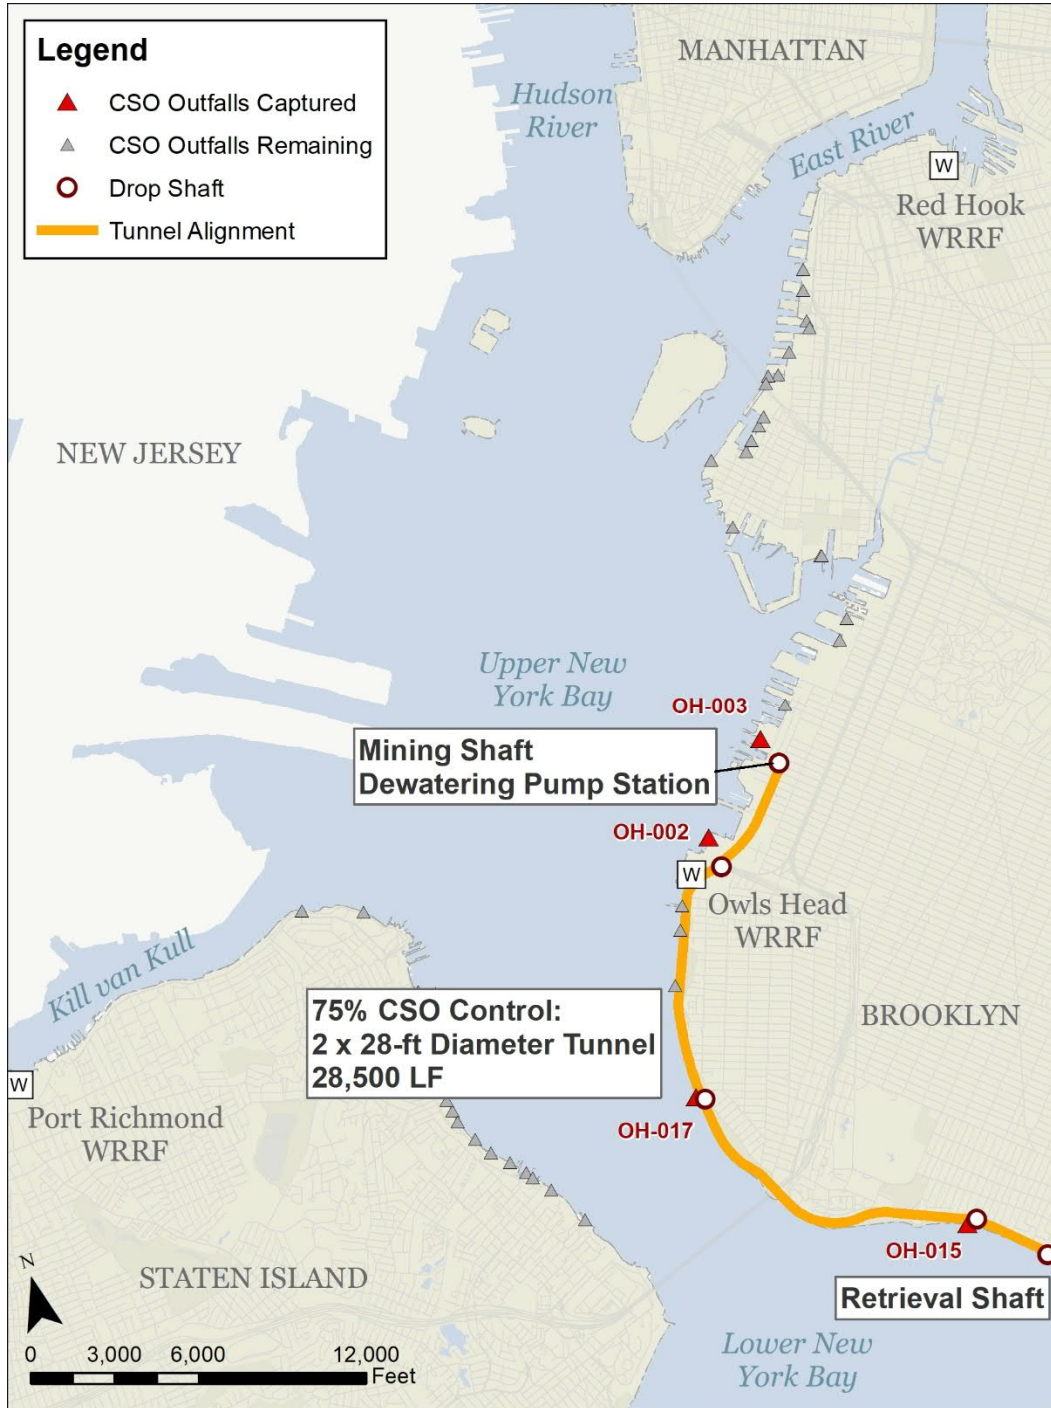 Legend
CSO Outfalls Captured
CSO Outfalls Remaining
Drop Shaft
Tunnel Alignment
MANHATTAN
Hudson
River
East River
W
Red Hook
WRRF
NEW JERSEY
Upper New
York Bay
OH-003
Mining Shaft
Dewatering Pump Station
OH-002
W
Owls Head
WRRF
Kill van Kull
75% CSO Control:
2 x 28-ft Diameter Tunnel
28,500 LF
BROOKLYN
W
Port Richmond
WRRF
OH-017
OH-015
Retrieval Shaft
STATEN ISLAND
N
Lower New
York Bay
0 3,000 6,000 12,000
Feet